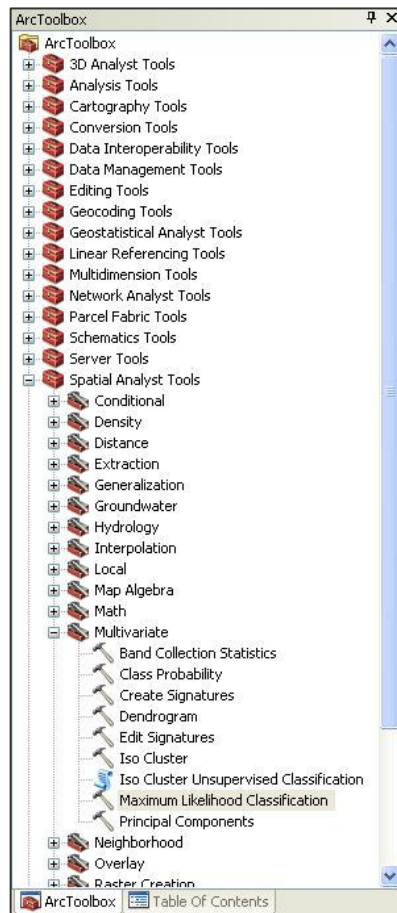 ArcToolbox
ArcToolbox
3D Analyst Tools
Analysis Tools
Cartography Tools
Conversion Tools
Data Interoperability Tools
Data Management Tools
Editing Tools
Geocoding Tools
Geostatistical Analyst Tools
Linear Referencing Tools
Multidimension Tools
Network Analyst Tools
Parcel Fabric Tools
Schematics Tools
Server Tools
Spatial Analyst Tools
Conditional
Density
Distance
Extraction
Generalization
Groundwater
Hydrology
Interpolation
Local
Map Algebra
Math
Multivariate
Band Collection Statistics
Class Probability
Create Signatures
Dendrogram
Edit Signatures
Iso Cluster
Iso Cluster Unsupervised Classification
Maximum Likelihood Classification
Principal Components
Neighborhood
Overlay
Raster Creation
ArcToolbox Table Of Contents